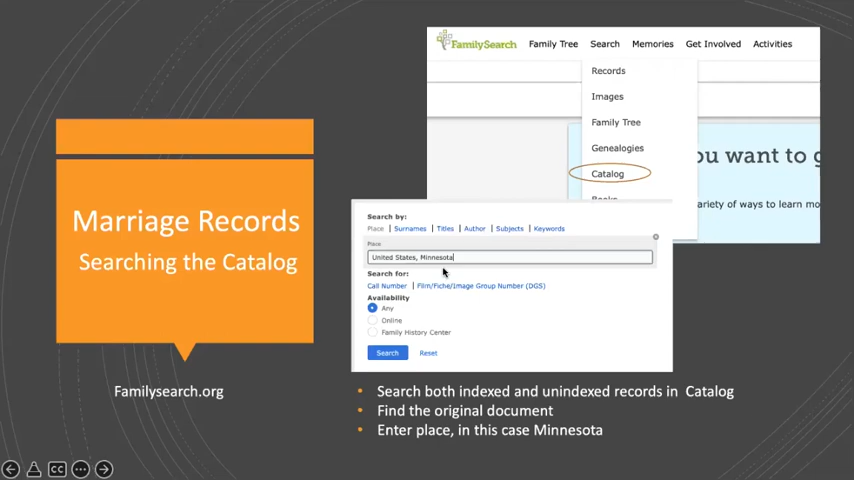 FamilySearch Family Tree Search Memories Get Involved Activities
Records
Images
Family Tree
Genealogies
Catalog
ou want to g
ariety of ways to learn mo
Marriage Records
Searching the Catalog
Familysearch.org
Search by:
Place | Surnames | Titles | Author | Subjects | Keywords
Place
United States, Minnesota
Search for:
Call Number | Film/Fiche/Image Group Number (DGS)
Availability
Any
Online
Family History Center
Search Reset
• Search both indexed and unindexed records in Catalog
• Find the original document
• Enter place, in this case Minnesota
CC